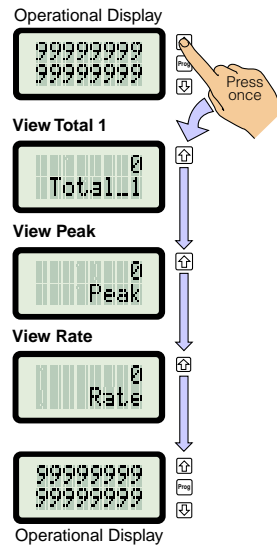 Operational Display
99999999
99999999
Prog
Press
once
View Total 1
0
Total_1
View Peak
0
Peak
View Rate
0
Rate
99999999
99999999
Prog
Operational Display